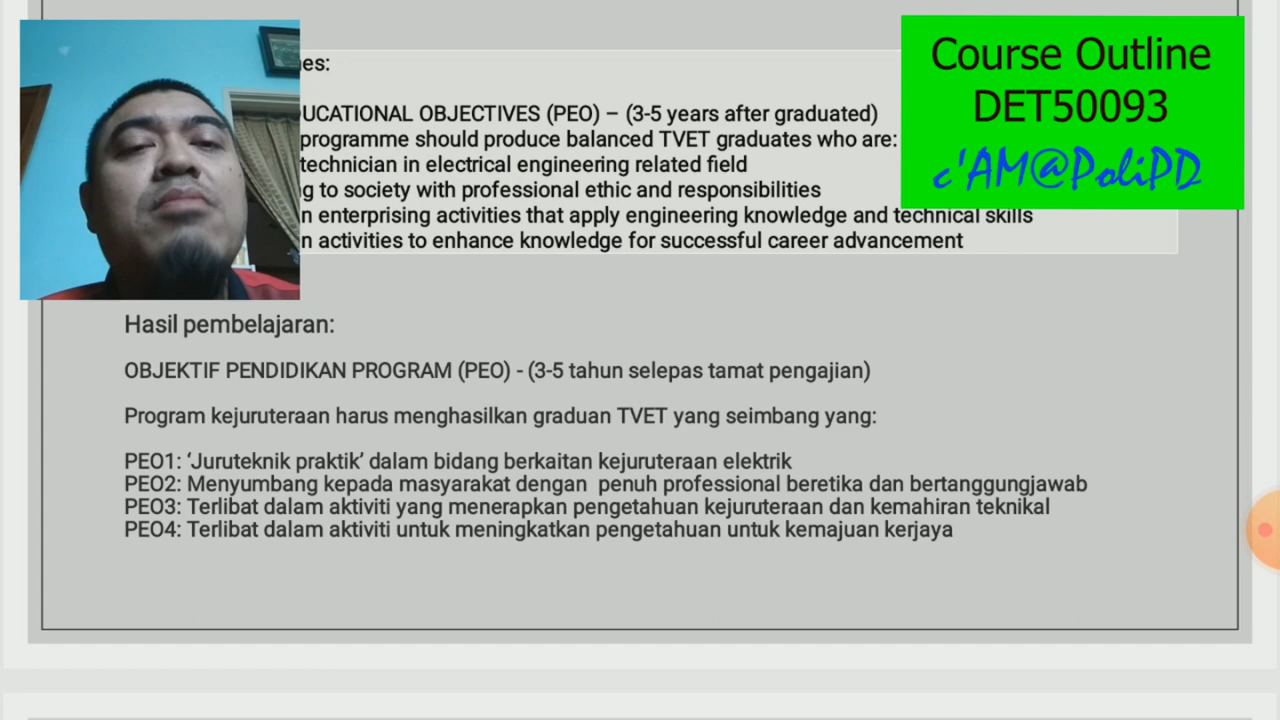 es:
UCATIONAL OBJECTIVES (PEO) – (3-5 years after graduated)
programme should produce balanced TVET graduates who are:
technician in electrical engineering related field
g to society with professional ethic and responsibilities
n enterprising activities that apply engineering knowledge and technical skills
n activities to enhance knowledge for successful career advancement
Course Outline
DET50093
c'AM@PoliPD
Hasil pembelajaran:
OBJEKTIF PENDIDIKAN PROGRAM (PEO) - (3-5 tahun selepas tamat pengajian)
Program kejuruteraan harus menghasilkan graduan TVET yang seimbang yang:
PEO1: ‘Juruteknik praktik’ dalam bidang berkaitan kejuruteraan elektrik
PEO2: Menyumbang kepada masyarakat dengan  penuh professional beretika dan bertanggungjawab
PEO3: Terlibat dalam aktiviti yang menerapkan pengetahuan kejuruteraan dan kemahiran teknikal
PEO4: Terlibat dalam aktiviti untuk meningkatkan pengetahuan untuk kemajuan kerjaya